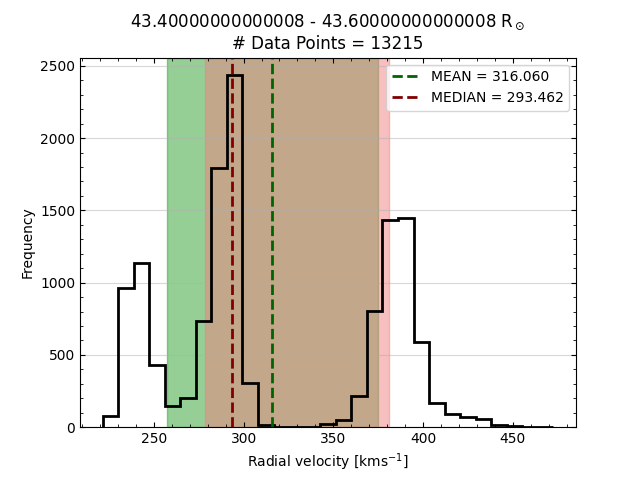 43.40000000000008 - 43.60000000000008 R⊙
# Data Points = 13215
MEAN = 316.060
MEDIAN = 293.462
Frequency
2500
2000
1500
1000
500
0
250
300
350
400
450
Radial velocity [kms⁻¹]